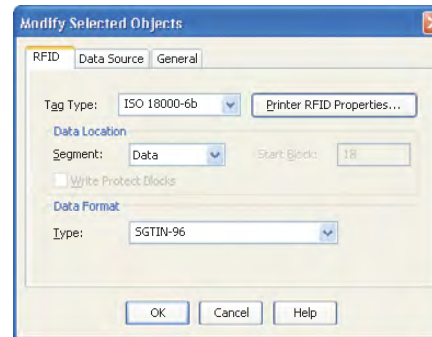 Modify Selected Objects
RFID Data Source General
Tag Type: ISO 18000-6b Printer RFID Properties...
Data Location
Segment: Data Start Block: 18
Write Protect Blocks
Data Format
Type: SGTIN-96
OK Cancel Help